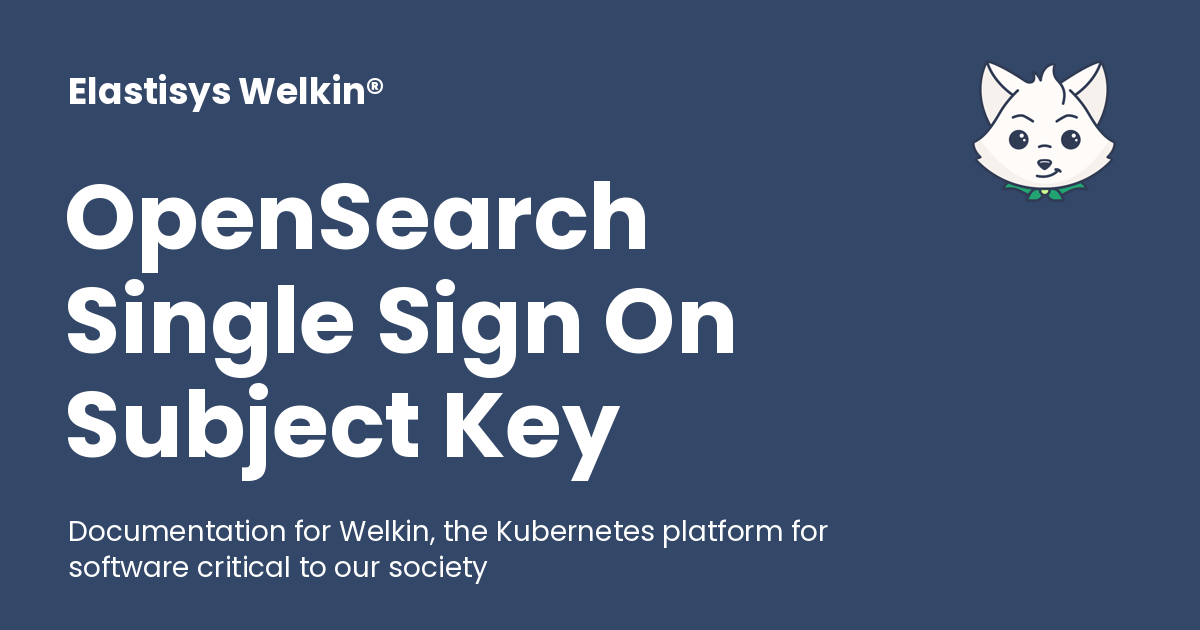 Elastisys Welkin®
OpenSearch
Single Sign On
Subject Key
Documentation for Welkin, the Kubernetes platform for
software critical to our society